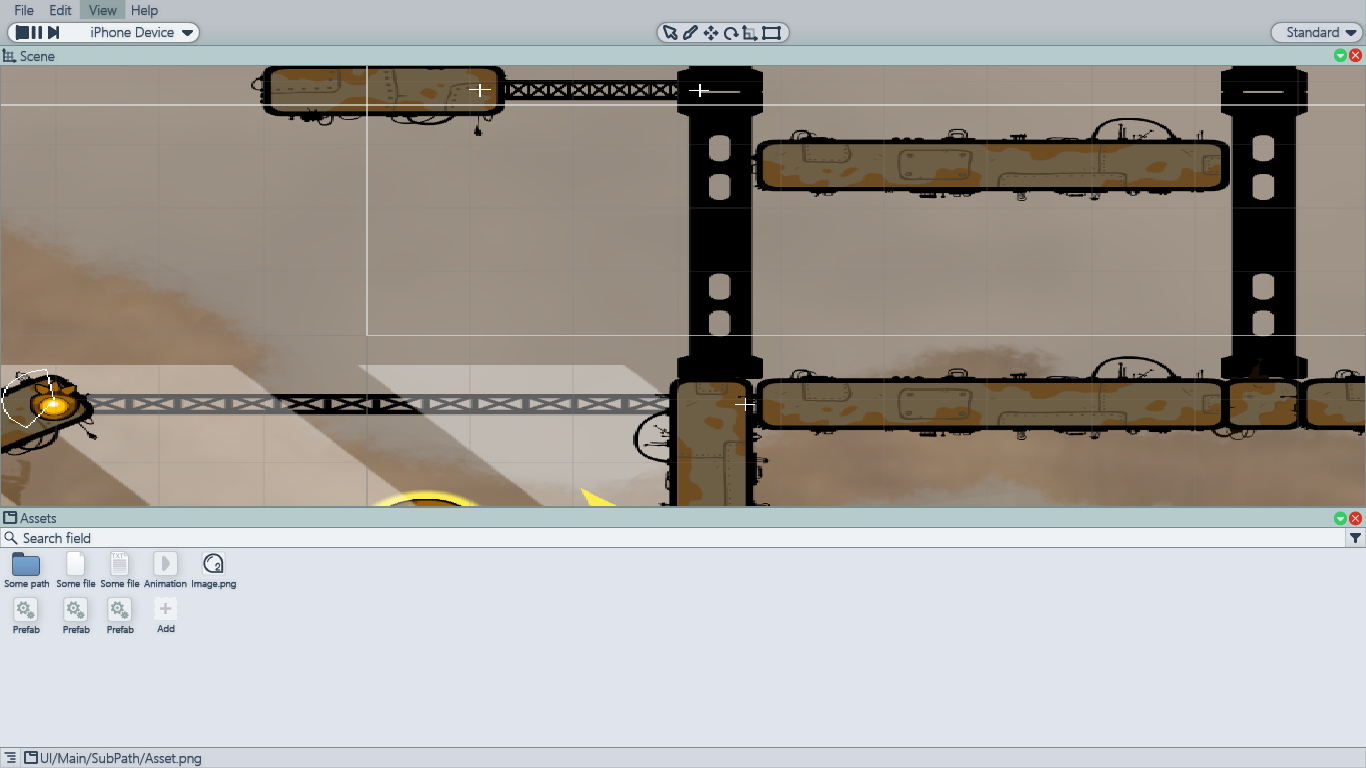 File Edit View Help
iPhone Device Standard
Scene
Assets
Search field
Some path Some file Some file Animation Image.png
Prefab Prefab Prefab Add
UI/Main/SubPath/Asset.png